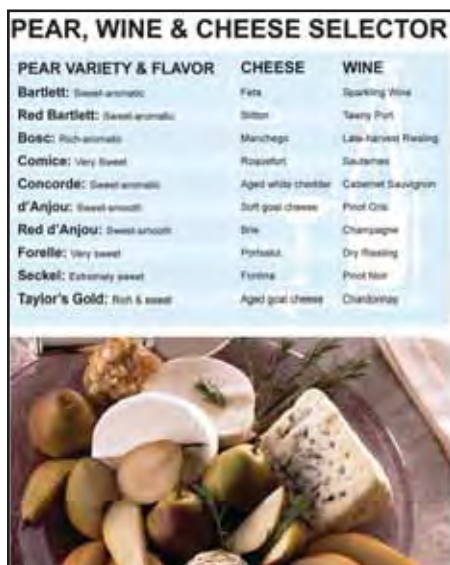 PEAR, WINE & CHEESE SELECTOR
PEAR VARIETY & FLAVOR CHEESE WINE
Bartlett: Sweet-aromatic Feta Sparkling Wine
Red Bartlett: Sweet-aromatic Stilton Tawny Port
Bosc: Rich-aromatic Manchego Late-harvest Riesling
Comice: Very Sweet Roquefort Sauternes
Concorde: Sweet-aromatic Aged white cheddar Cabernet Sauvignon
d'Anjou: Sweet-smooth Soft goat cheese Pinot Gris
Red d'Anjou: Sweet-smooth Brie Champagne
Forelle: Very sweet Portsalut Dry Riesling
Seckel: Extremely sweet Fontina Pinot Noir
Taylor's Gold: Rich & sweet Aged goat cheese Chardonnay